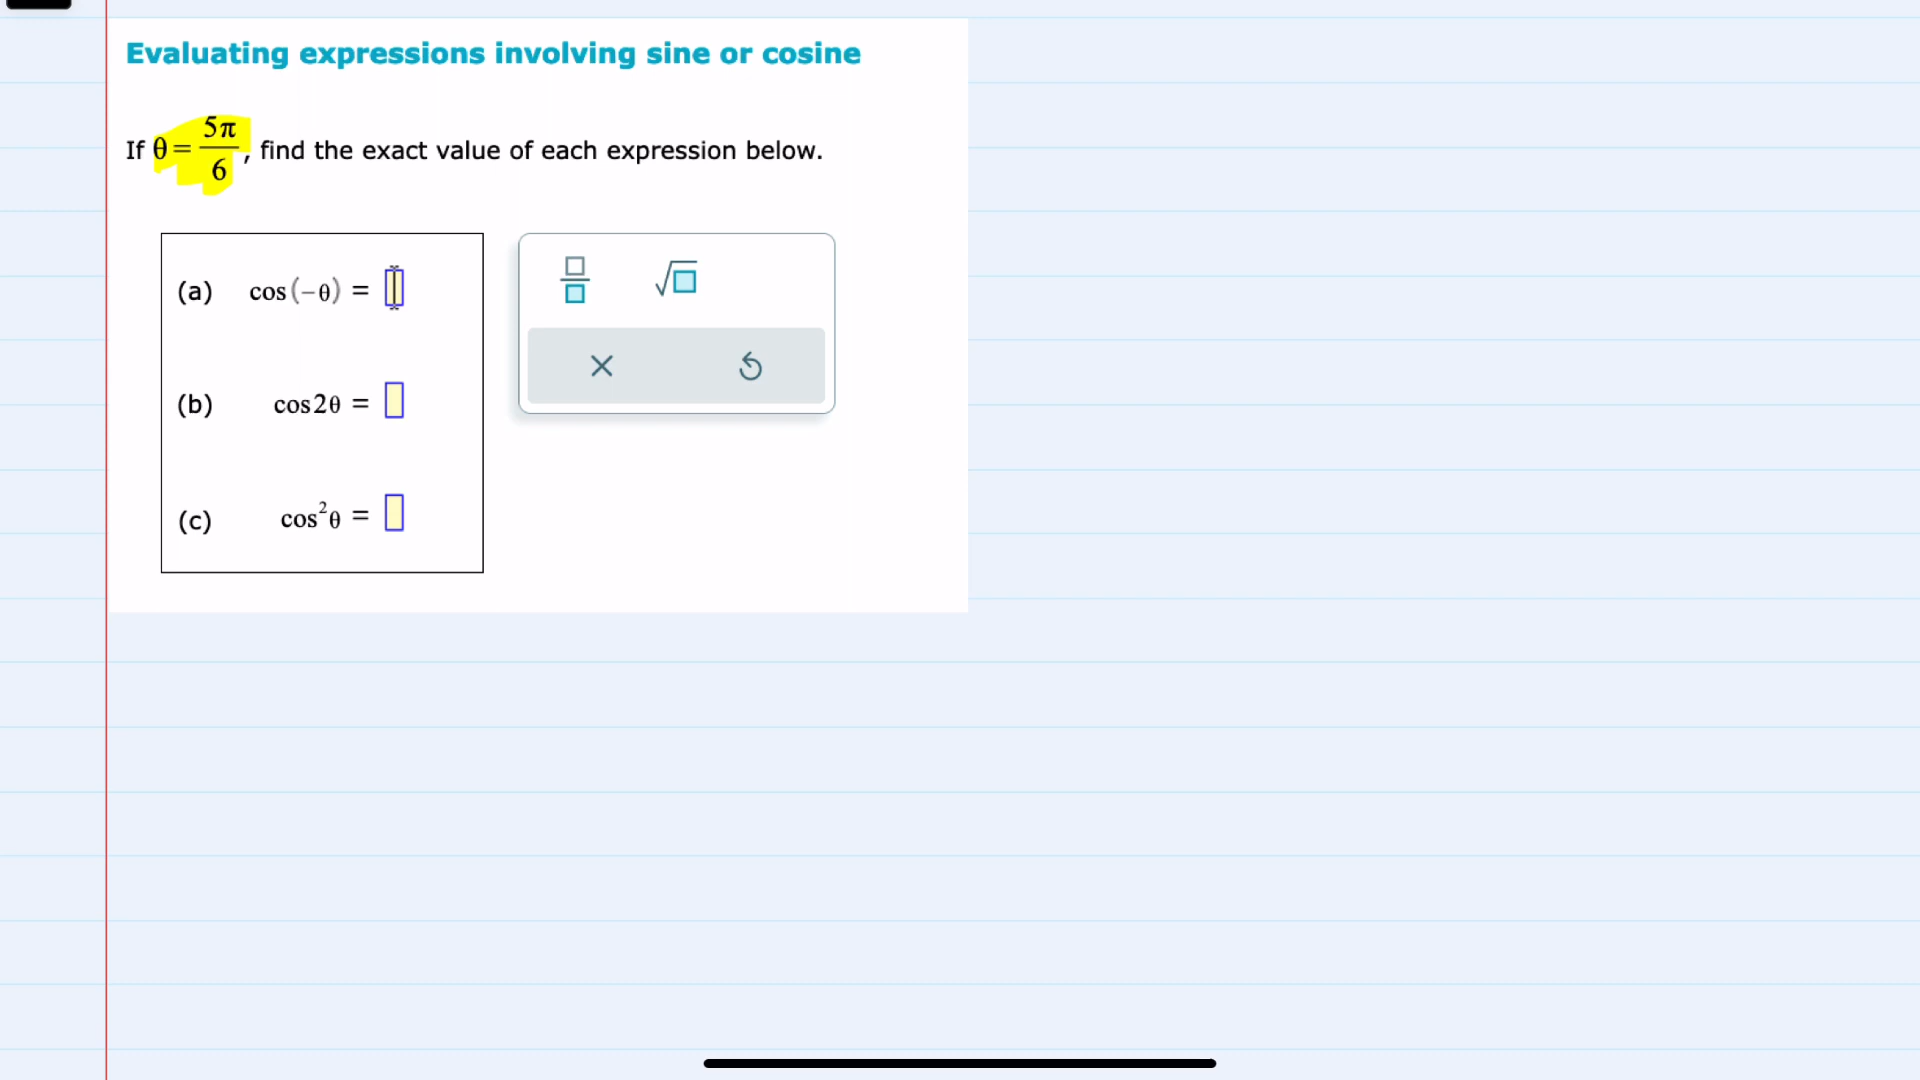 Evaluating expressions involving sine or cosine
If θ = 5π/6, find the exact value of each expression below.
(a) cos(−θ) =
(b) cos2θ =
(c) cos²θ =